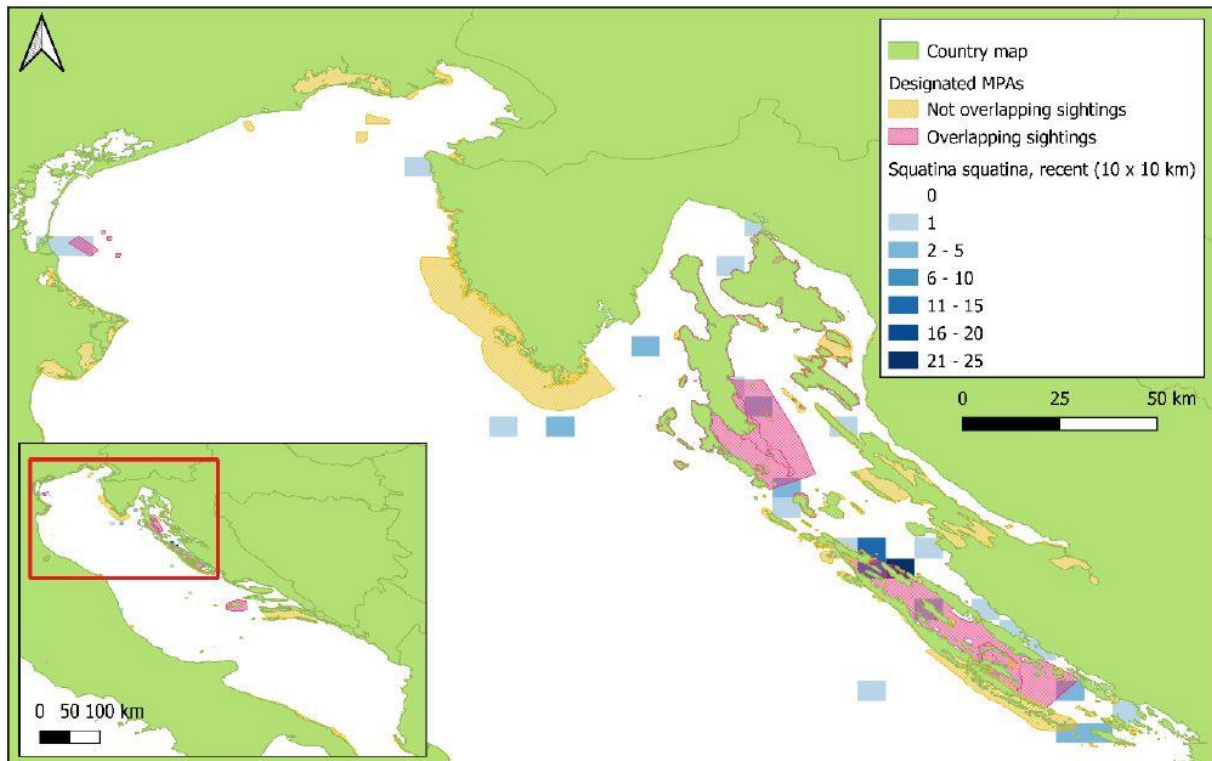 Country map
Designated MPAs
Not overlapping sightings
Overlapping sightings
Squatina squatina, recent (10 x 10 km)
0
1
2 - 5
6 - 10
11 - 15
16 - 20
21 - 25
0 25 50 km
0 50 100 km